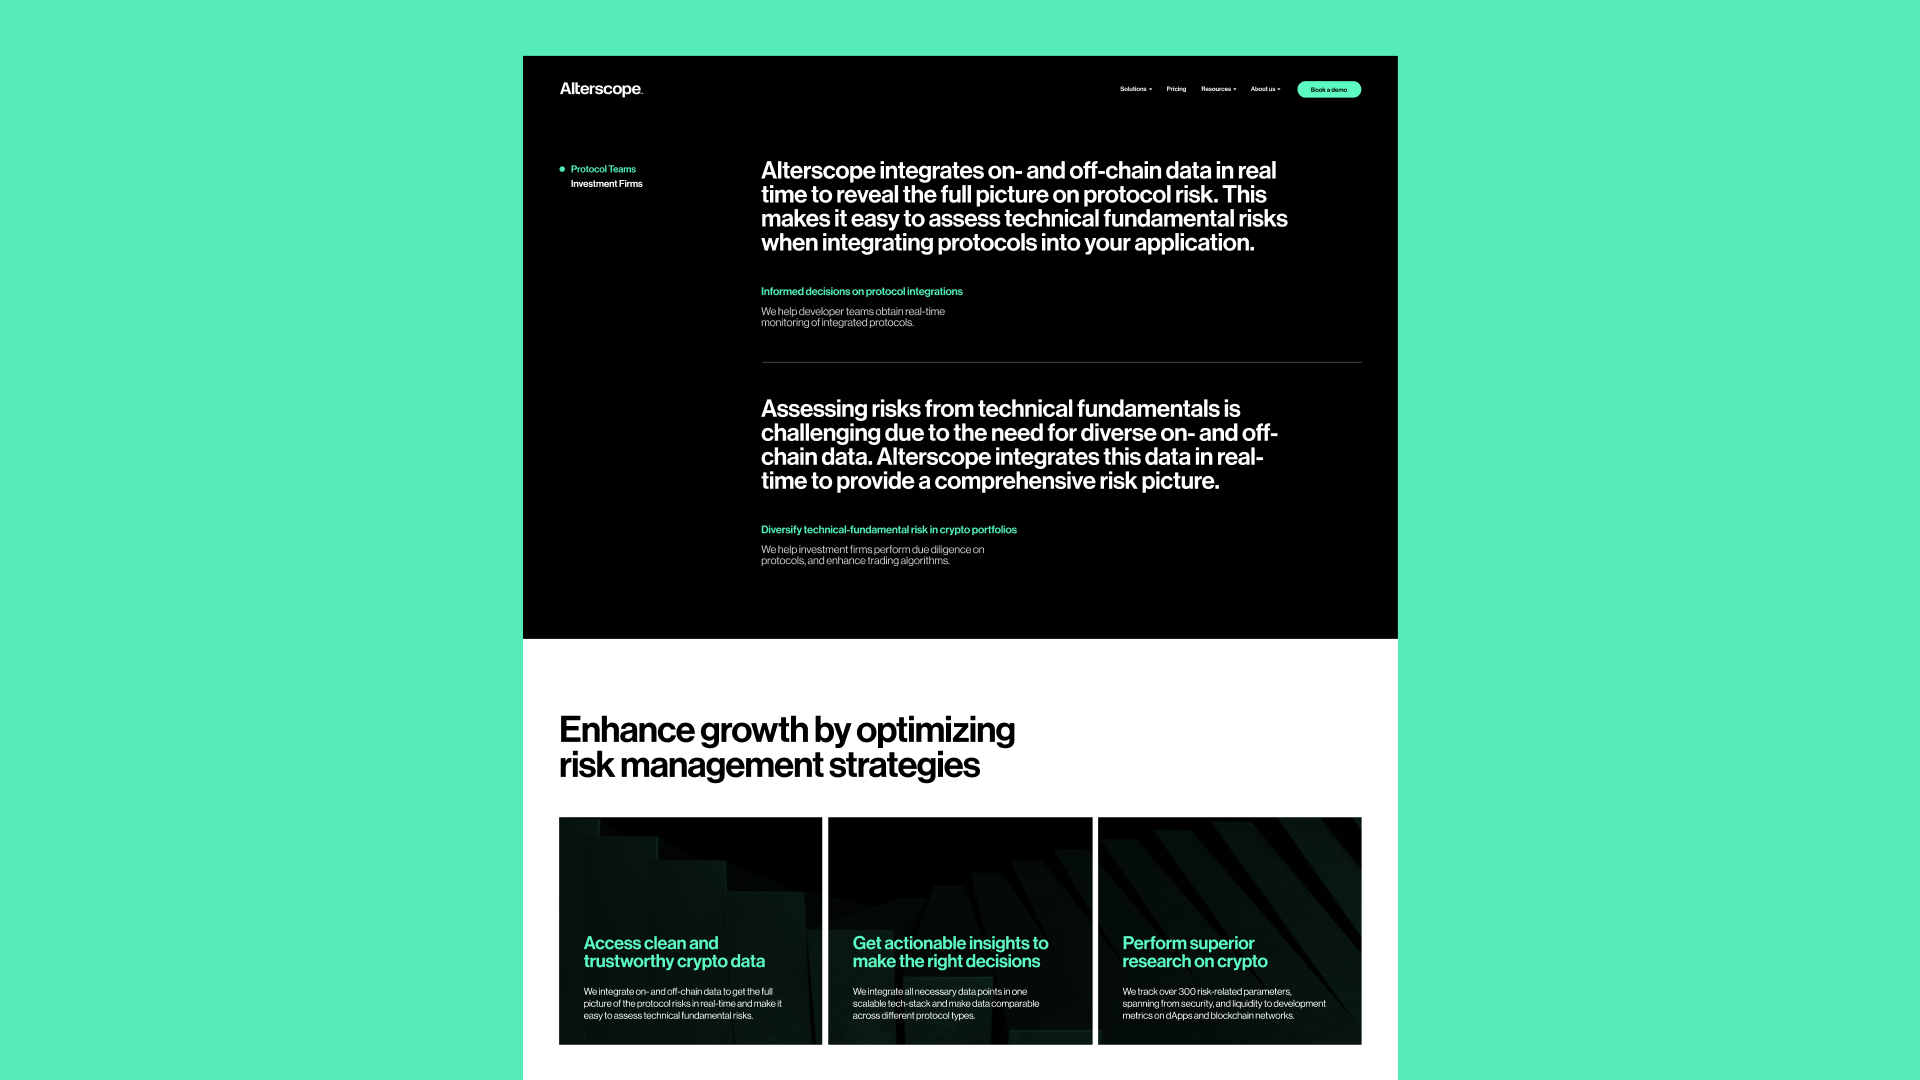 Alterscope.
Solutions
Pricing
Resources
About us
Book a demo
Protocol Teams
Investment Firms
Alterscope integrates on- and off-chain data in real
time to reveal the full picture on protocol risk. This
makes it easy to assess technical fundamental risks
when integrating protocols into your application.
Informed decisions on protocol integrations
We help developer teams obtain real-time
monitoring of integrated protocols.
Assessing risks from technical fundamentals is
challenging due to the need for diverse on- and off-
chain data. Alterscope integrates this data in real-
time to provide a comprehensive risk picture.
Diversify technical-fundamental risk in crypto portfolios
We help investment firms perform due diligence on
protocols, and enhance trading algorithms.
Enhance growth by optimizing
risk management strategies
Access clean and
trustworthy crypto data
We integrate on- and off-chain data to get the full
picture of the protocol risks in real-time and make it
easy to assess technical fundamental risks.
Get actionable insights to
make the right decisions
We integrate all necessary data points in one
scalable tech-stack and make data comparable
across different protocol types.
Perform superior
research on crypto
We track over 300 risk-related parameters,
spanning from security, and liquidity to development
metrics on dApps and blockchain networks.